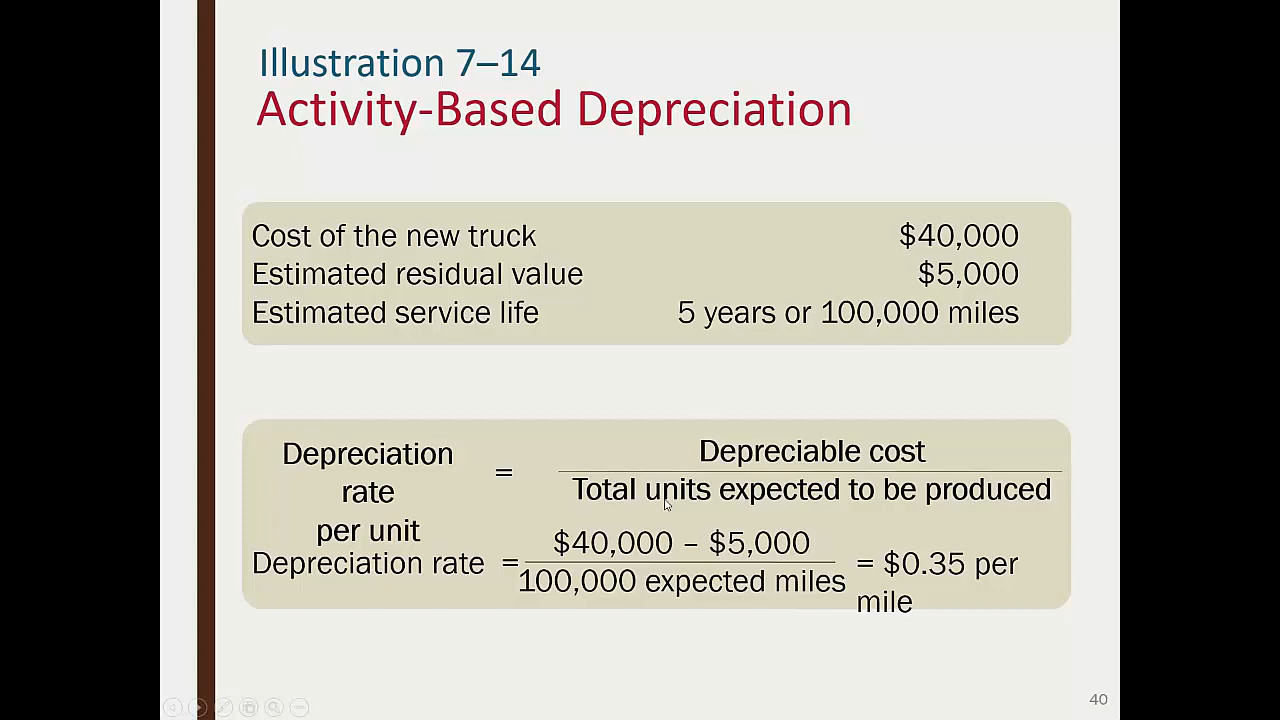 Illustration 7–14
Activity-Based Depreciation
Cost of the new truck $40,000
Estimated residual value $5,000
Estimated service life 5 years or 100,000 miles
Depreciation
rate
per unit
=
Depreciable cost
Total units expected to be produced
Depreciation rate =
$40,000 – $5,000
100,000 expected miles
= $0.35 per
mile
40